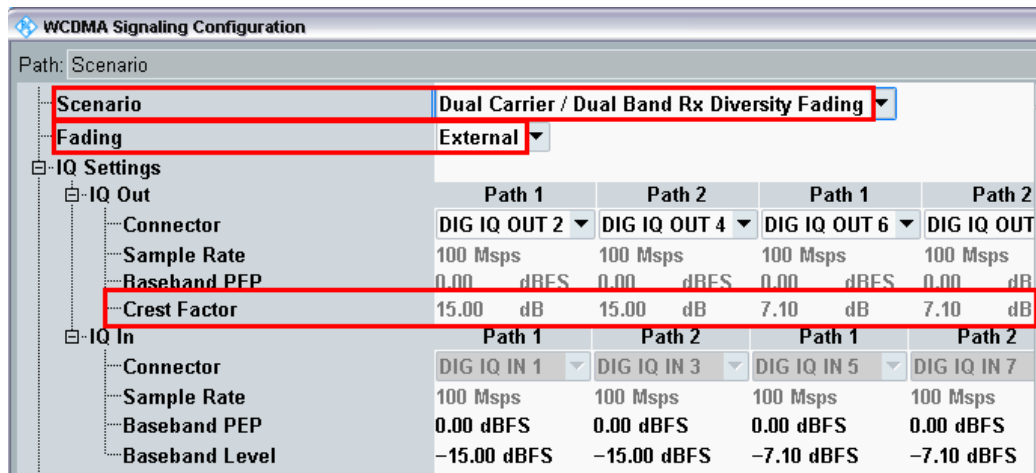 WCDMA Signaling Configuration
Path: Scenario
Scenario Dual Carrier / Dual Band Rx Diversity Fading
Fading External
IQ Settings
IQ Out Path 1 Path 2 Path 1 Path 2
Connector DIG IQ OUT 2 DIG IQ OUT 4 DIG IQ OUT 6 DIG IQ OUT
Sample Rate 100 Msps 100 Msps 100 Msps 100 Msps
Baseband PEP 0.00 dBFS 0.00 dBFS 0.00 dBFS 0.00 dB
Crest Factor 15.00 dB 15.00 dB 7.10 dB 7.10 dB
IQ In Path 1 Path 2 Path 1 Path 2
Connector DIG IQ IN 1 DIG IQ IN 3 DIG IQ IN 5 DIG IQ IN 7
Sample Rate 100 Msps 100 Msps 100 Msps 100 Msps
Baseband PEP 0.00 dBFS 0.00 dBFS 0.00 dBFS 0.00 dBFS
Baseband Level −15.00 dBFS −15.00 dBFS −7.10 dBFS −7.10 dBFS